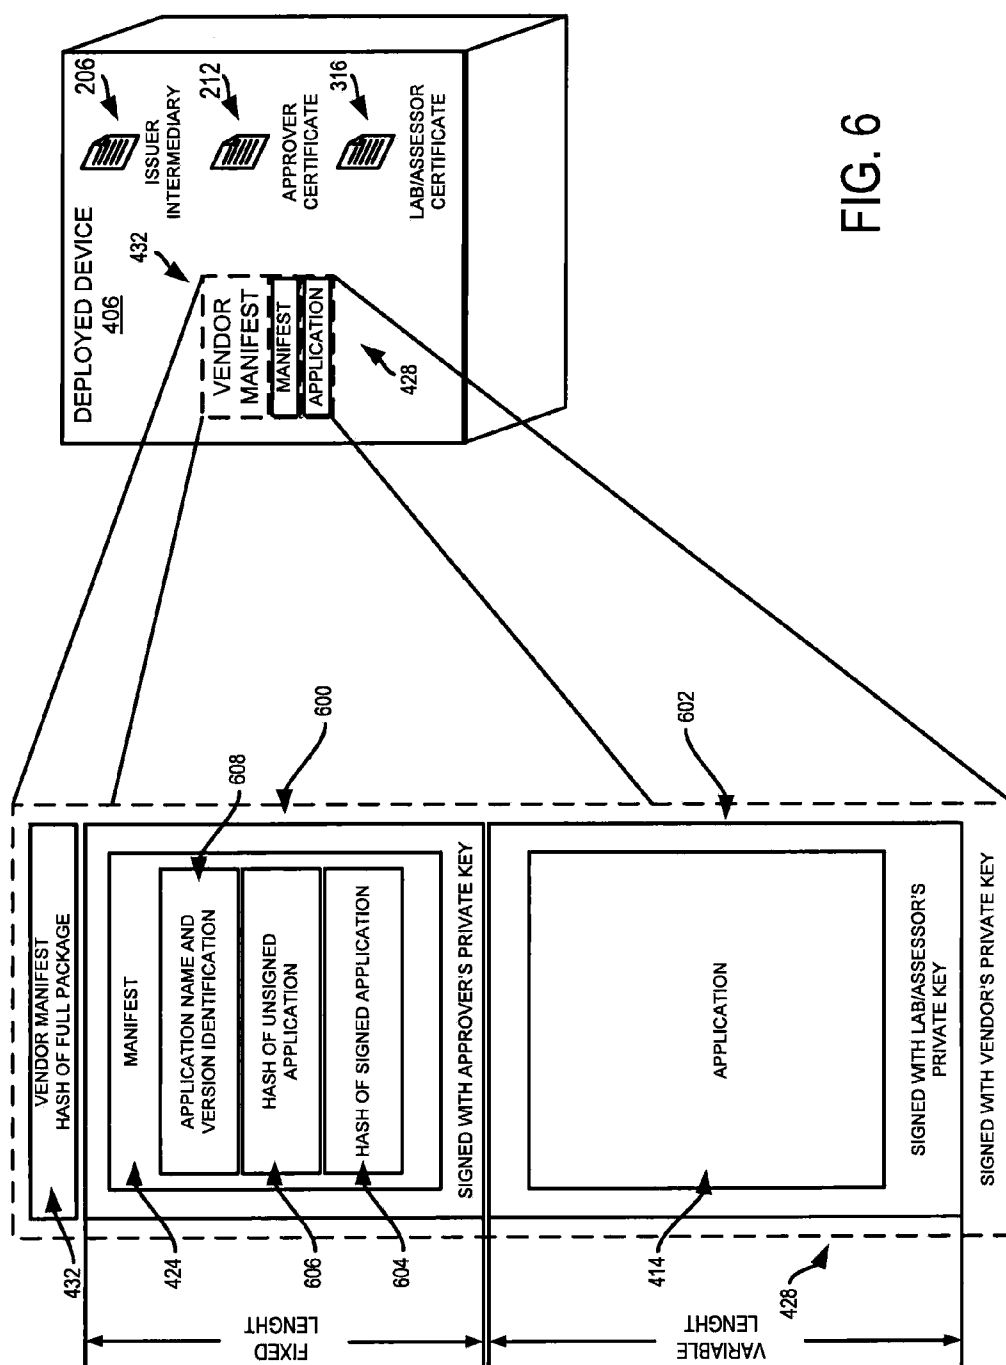 432
VENDOR MANIFEST
HASH OF FULL PACKAGE
424
MANIFEST
608
APPLICATION NAME AND
VERSION IDENTIFICATION
606
HASH OF UNSIGNED
APPLICATION
604
HASH OF SIGNED APPLICATION
SIGNED WITH APPROVER'S PRIVATE KEY
600
FIXED
LENGHT
602
414
APPLICATION
SIGNED WITH LAB/ASSESSOR'S
PRIVATE KEY
SIGNED WITH VENDOR'S PRIVATE KEY
428
VARIABLE
LENGHT
DEPLOYED DEVICE
406
432
VENDOR
MANIFEST
MANIFEST
APPLICATION
428
206
ISSUER
INTERMEDIARY
212
APPROVER
CERTIFICATE
316
LAB/ASSESSOR
CERTIFICATE
FIG. 6